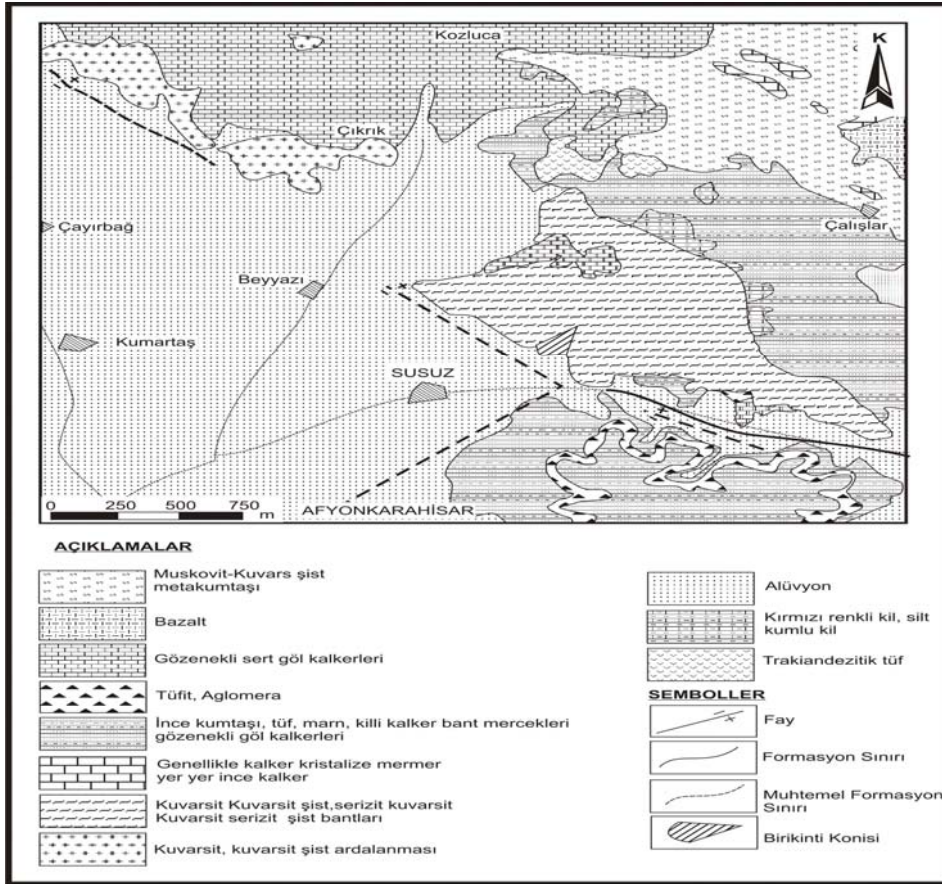 Kozluca
K
Çıkrık
Çayırbağ
Çalışlar
Beyyazı
Kumartaş
SUSUZ
0 250 500 750
m
AFYONKARAHİSAR
AÇIKLAMALAR
Muskovit-Kuvars şist
metakumtaşı
Bazalt
Gözenekli sert göl kalkerleri
Tüfit, Aglomera
İnce kumtaşı, tüf, marn, killi kalker bant mercekleri
gözenekli göl kalkerleri
Genellikle kalker kristalize mermer
yer yer ince kalker
Kuvarsit Kuvarsit şist,serizit kuvarsit
Kuvarsit serizit şist bantları
Kuvarsit, kuvarsit şist ardalanması
Alüvyon
Kırmızı renkli kil, silt
kumlu kil
Trakiandezitik tüf
SEMBOLLER
Fay
Formasyon Sınırı
Muhtemel Formasyon
Sınırı
Birikinti Konisi